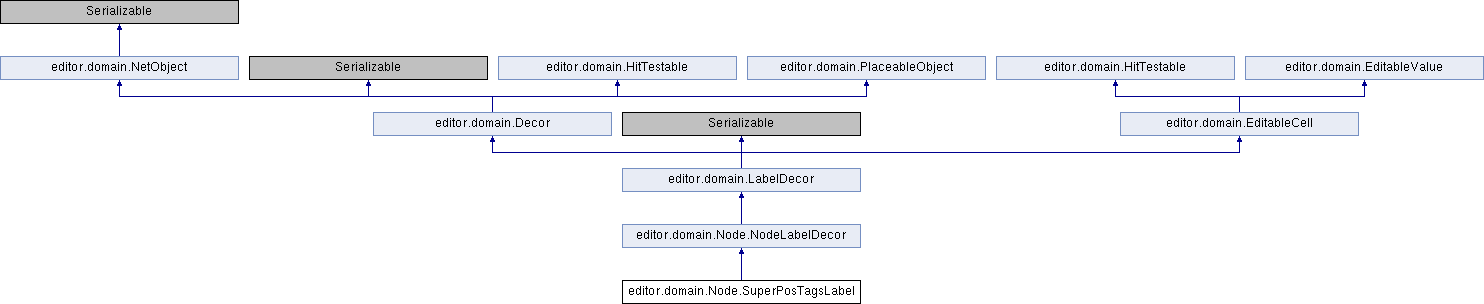 Serializable
editor.domain.NetObject
Serializable
editor.domain.HitTestable
editor.domain.PlaceableObject
editor.domain.HitTestable
editor.domain.EditableValue
editor.domain.Decor
Serializable
editor.domain.EditableCell
editor.domain.LabelDecor
editor.domain.Node.NodeLabelDecor
editor.domain.Node.SuperPosTagsLabel